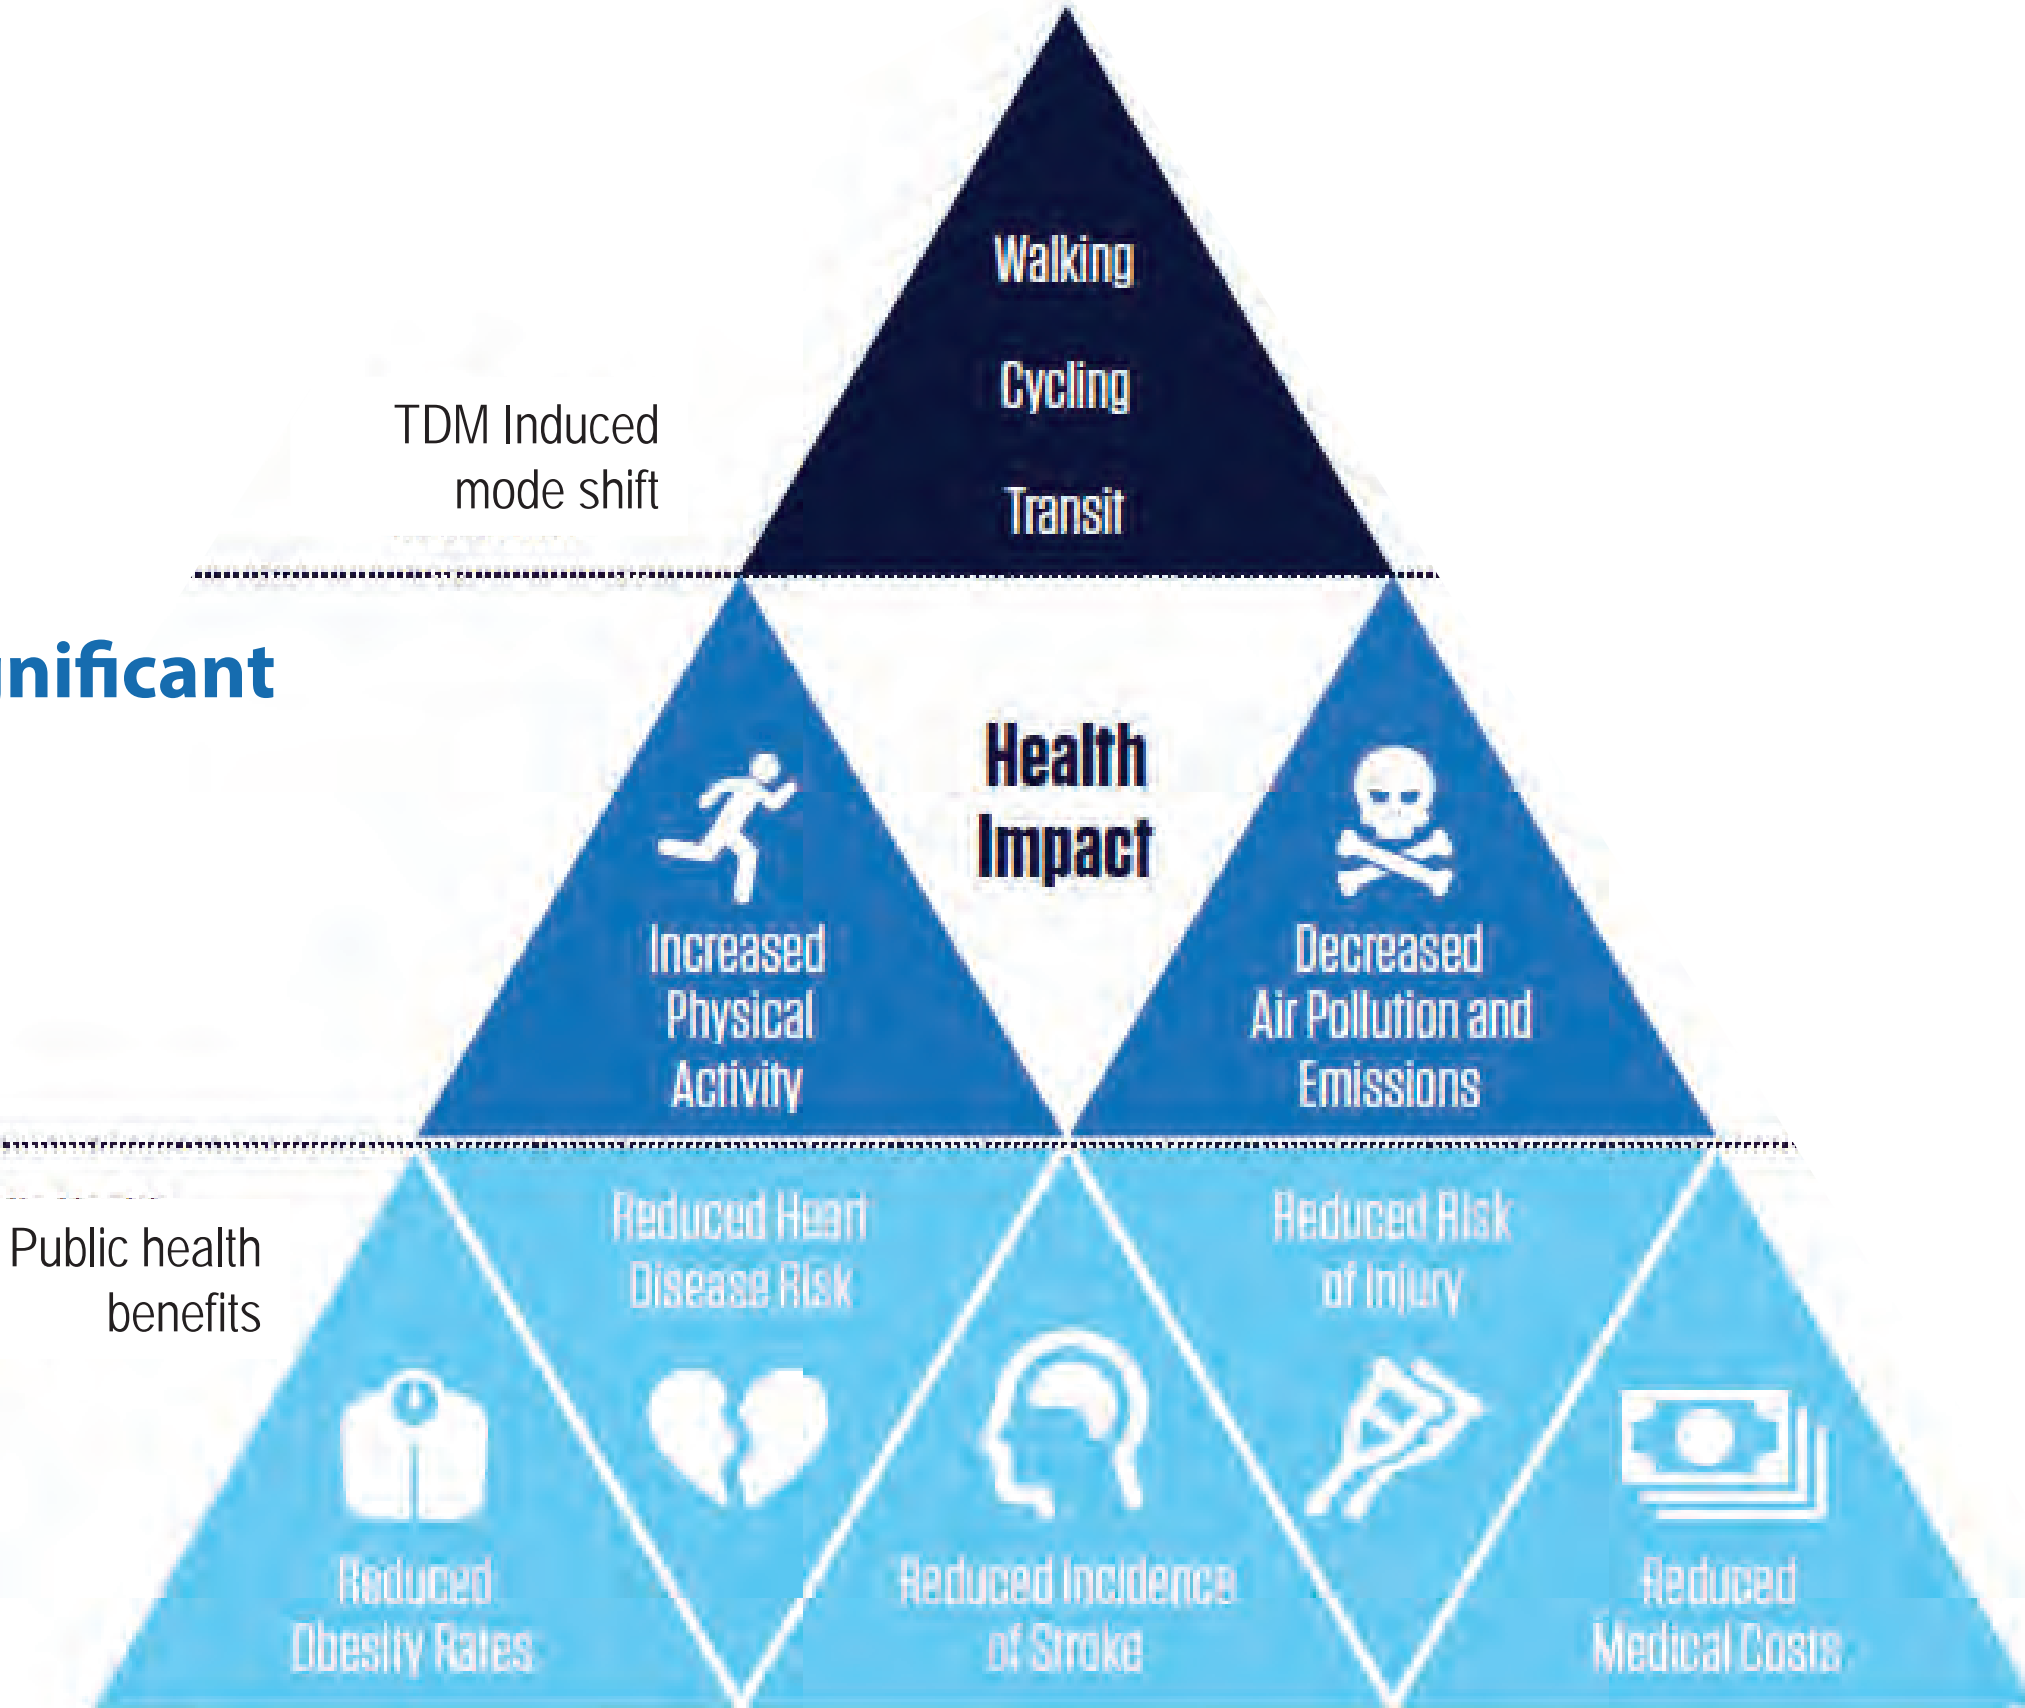 Walking
Cycling
Transit
TDM Induced
mode shift
gnificant
Health
Impact
Increased
Physical
Activity
Decreased
Air Pollution and
Emissions
Public health
benefits
Reduced Heart
Disease Risk
Reduced Risk
of Injury
Reduced
Obesity Rates
Reduced Incidence
of Stroke
Reduced
Medical Costs